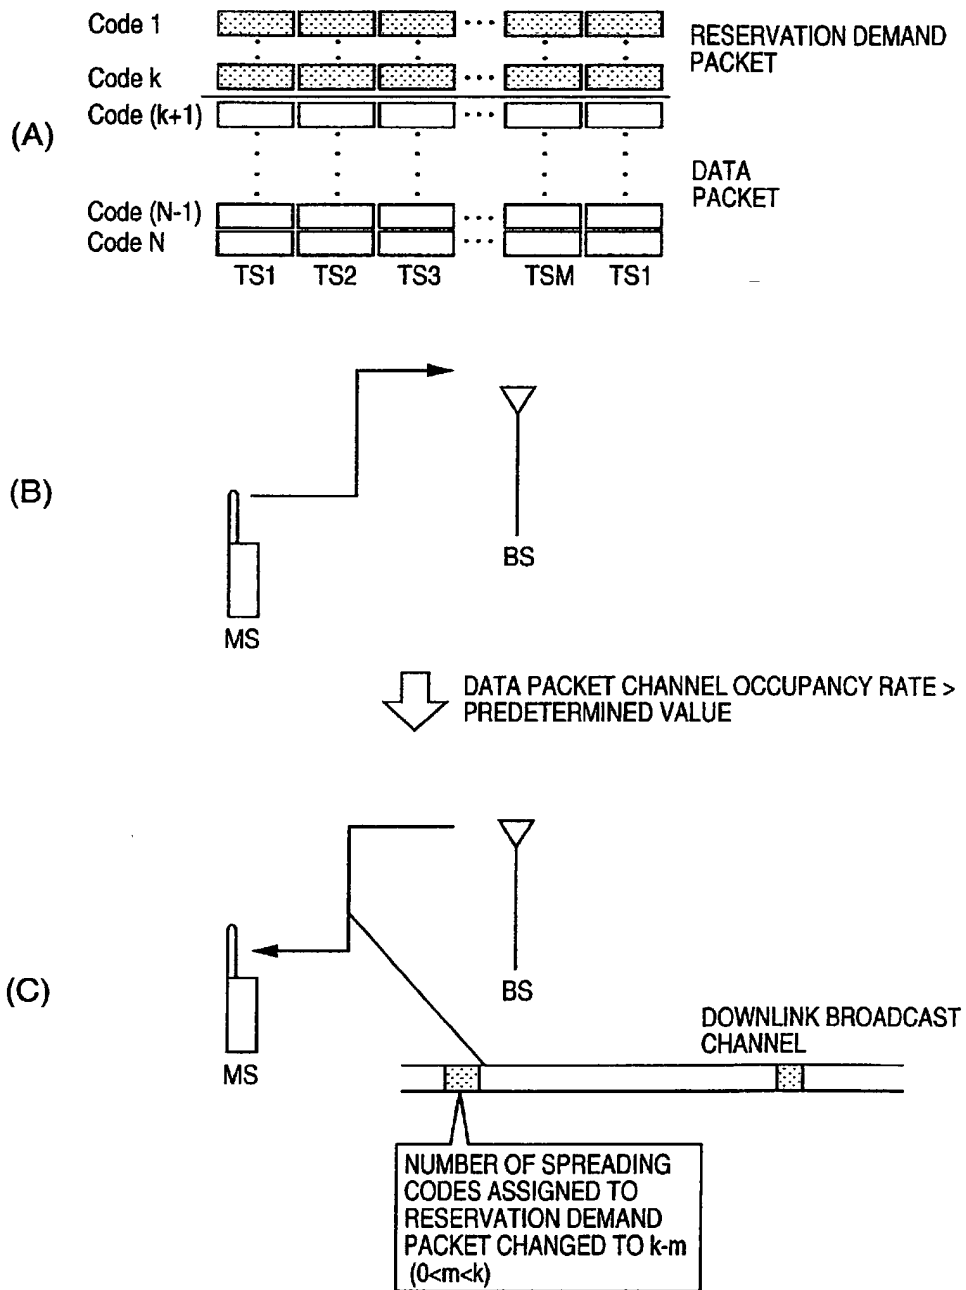 (A)
Code 1
Code k
Code (k+1)
Code (N-1)
Code N
RESERVATION DEMAND
PACKET
DATA
PACKET
TS1 TS2 TS3 TSM TS1
(B)
MS
BS
DATA PACKET CHANNEL OCCUPANCY RATE >
PREDETERMINED VALUE
(C)
MS
BS
DOWNLINK BROADCAST
CHANNEL
NUMBER OF SPREADING
CODES ASSIGNED TO
RESERVATION DEMAND
PACKET CHANGED TO k-m
(0<m<k)